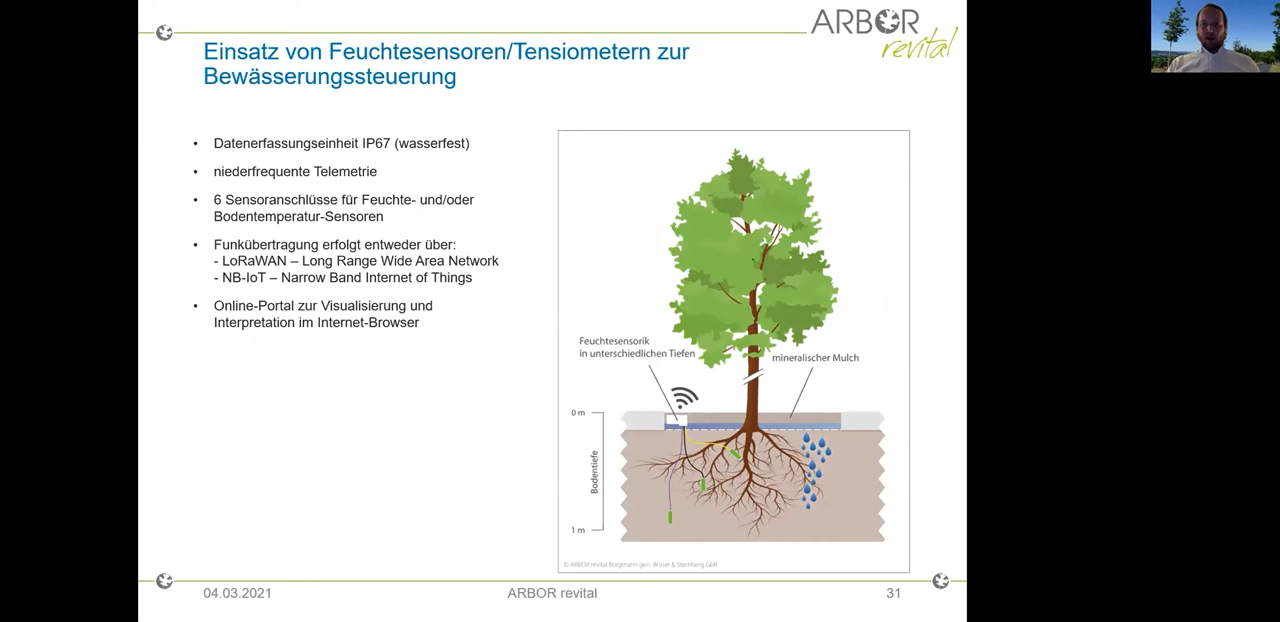 ARBOR
revital
Einsatz von Feuchtesensoren/Tensiometern zur
Bewässerungssteuerung
• Datenerfassungseinheit IP67 (wasserfest)
• niederfrequente Telemetrie
• 6 Sensoranschlüsse für Feuchte- und/oder
Bodentemperatur-Sensoren
• Funkübertragung erfolgt entweder über:
- LoRaWAN – Long Range Wide Area Network
- NB-IoT – Narrow Band Internet of Things
• Online-Portal zur Visualisierung und
Interpretation im Internet-Browser
Feuchtesensorik
in unterschiedlichen Tiefen
mineralischer Mulch
0 m
Bodentiefe
1 m
© ARBOR revital Borgmann gen. Brüser & Sternberg GbR
04.03.2021
ARBOR revital
31